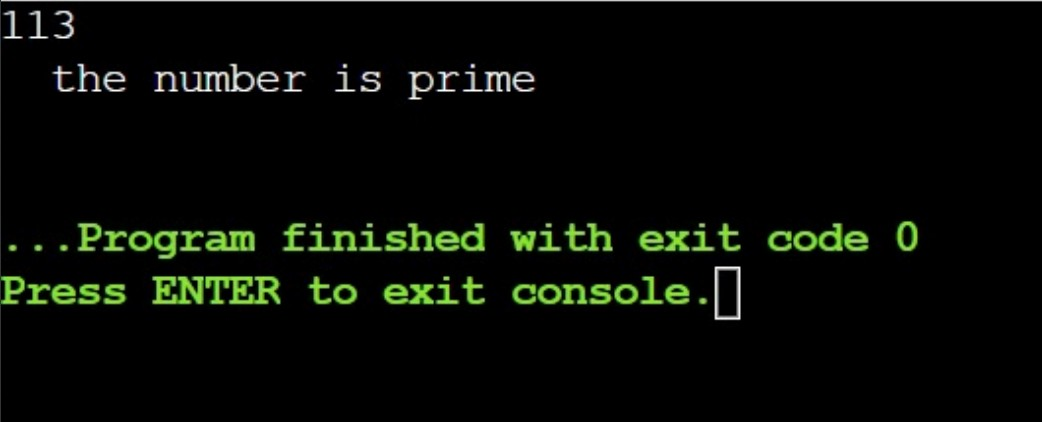 113
the number is prime
...Program finished with exit code 0
Press ENTER to exit console.